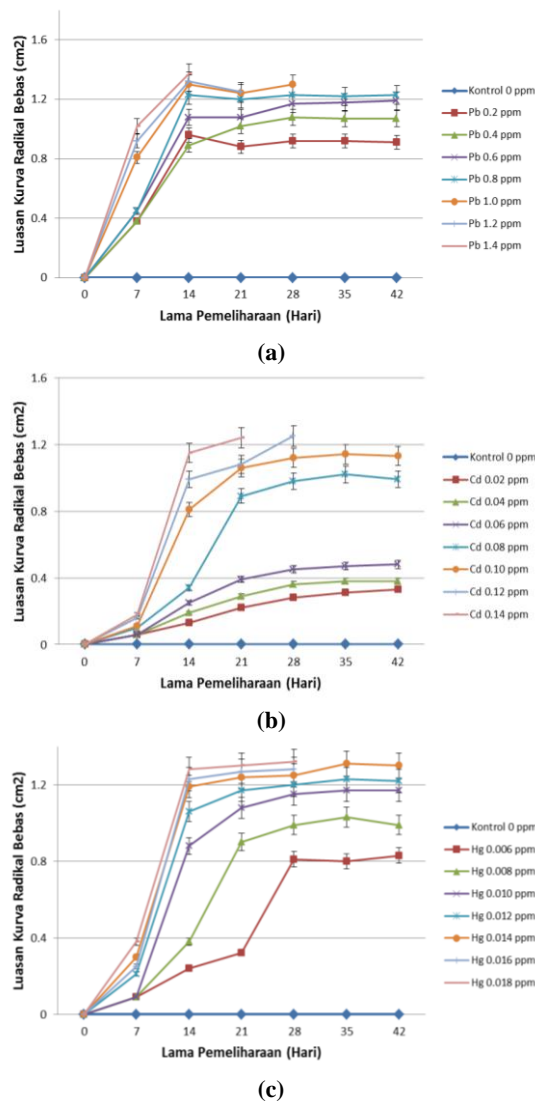 Luasan Kurva Radikal Bebas (cm2)
1.6
1.2
0.8
0.4
0
0 7 14 21 28 35 42
Lama Pemeliharaan (Hari)
Kontrol 0 ppm
Pb 0.2 ppm
Pb 0.4 ppm
Pb 0.6 ppm
Pb 0.8 ppm
Pb 1.0 ppm
Pb 1.2 ppm
Pb 1.4 ppm
(a)
Luasan Kurva Radikal Bebas (cm2)
1.6
1.2
0.8
0.4
0
0 7 14 21 28 35 42
Lama Pemeliharaan (Hari)
Kontrol 0 ppm
Cd 0.02 ppm
Cd 0.04 ppm
Cd 0.06 ppm
Cd 0.08 ppm
Cd 0.10 ppm
Cd 0.12 ppm
Cd 0.14 ppm
(b)
Luasan Kurva Radikal Bebas (cm2)
1.2
0.8
0.4
0
0 7 14 21 28 35 42
Lama Pemeliharaan (Hari)
Kontrol 0 ppm
Hg 0.006 ppm
Hg 0.008 ppm
Hg 0.010 ppm
Hg 0.012 ppm
Hg 0.014 ppm
Hg 0.016 ppm
Hg 0.018 ppm
(c)